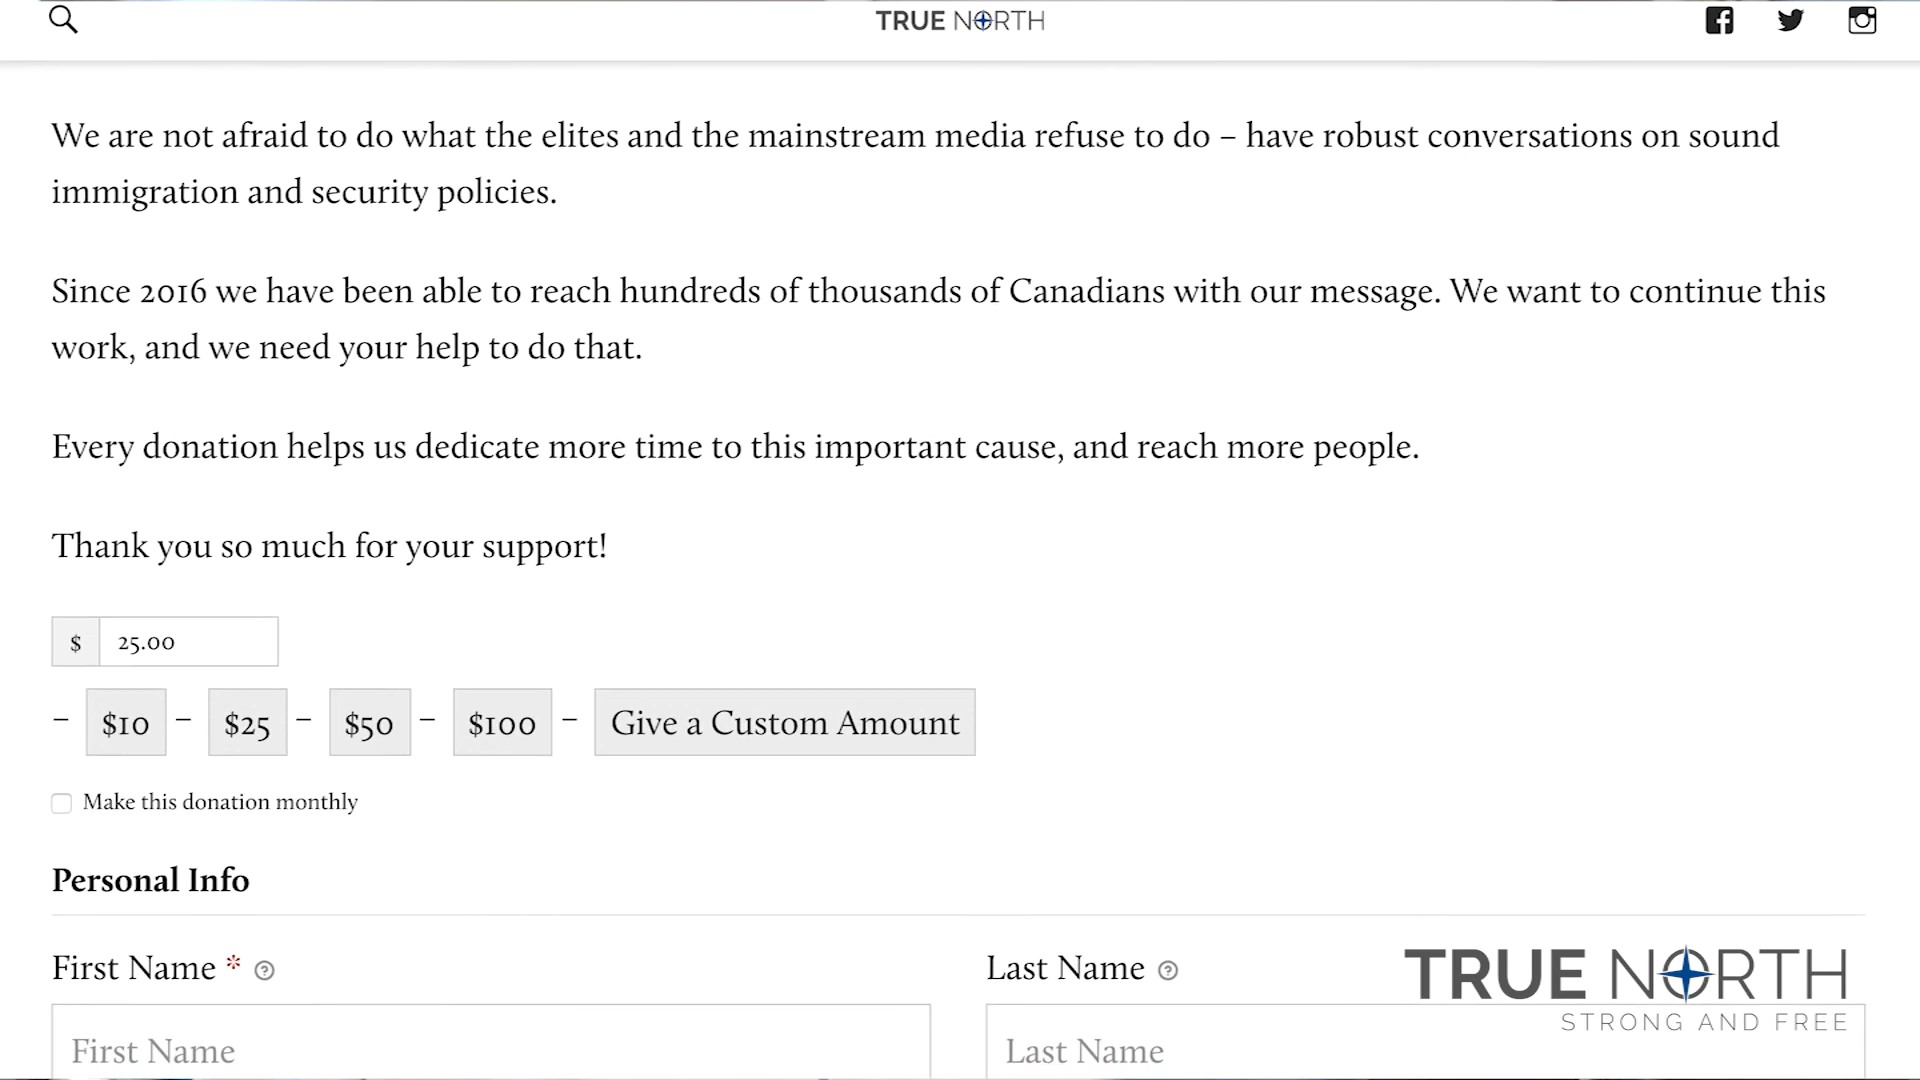 TRUE NORTH
We are not afraid to do what the elites and the mainstream media refuse to do – have robust conversations on sound
immigration and security policies.
Since 2016 we have been able to reach hundreds of thousands of Canadians with our message. We want to continue this
work, and we need your help to do that.
Every donation helps us dedicate more time to this important cause, and reach more people.
Thank you so much for your support!
$ 25.00
– $10 – $25 – $50 – $100 – Give a Custom Amount
Make this donation monthly
Personal Info
First Name * ? Last Name ?
First Name Last Name
TRUE NORTH
STRONG AND FREE